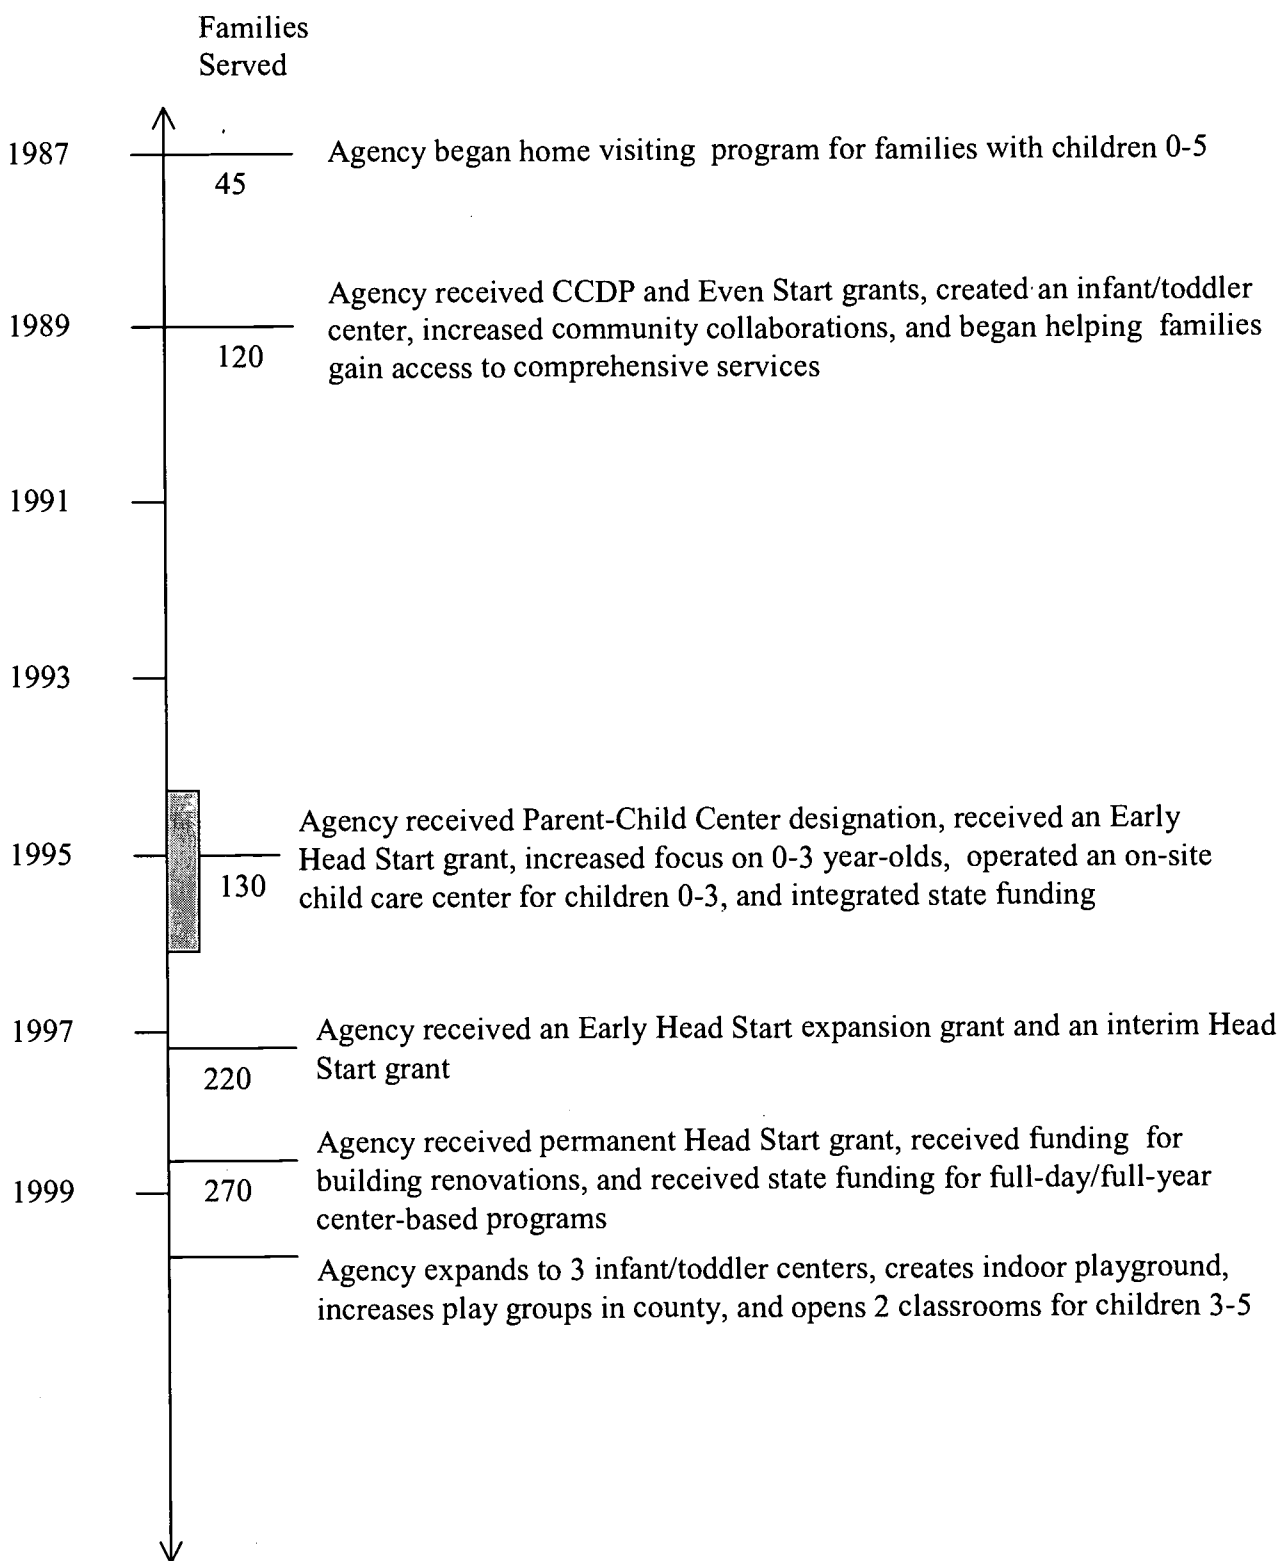 Families
Served
1987
Agency began home visiting program for families with children 0-5
45
Agency received CCDP and Even Start grants, created an infant/toddler
1989
center, increased community collaborations, and began helping families
120
gain access to comprehensive services
1991
1993
Agency received Parent-Child Center designation, received an Early
1995
Head Start grant, increased focus on 0-3 year-olds, operated an on-site
130
child care center for children 0-3, and integrated state funding
1997
Agency received an Early Head Start expansion grant and an interim Head
220
Start grant
Agency received permanent Head Start grant, received funding for
1999
270
building renovations, and received state funding for full-day/full-year
center-based programs
Agency expands to 3 infant/toddler centers, creates indoor playground,
increases play groups in county, and opens 2 classrooms for children 3-5